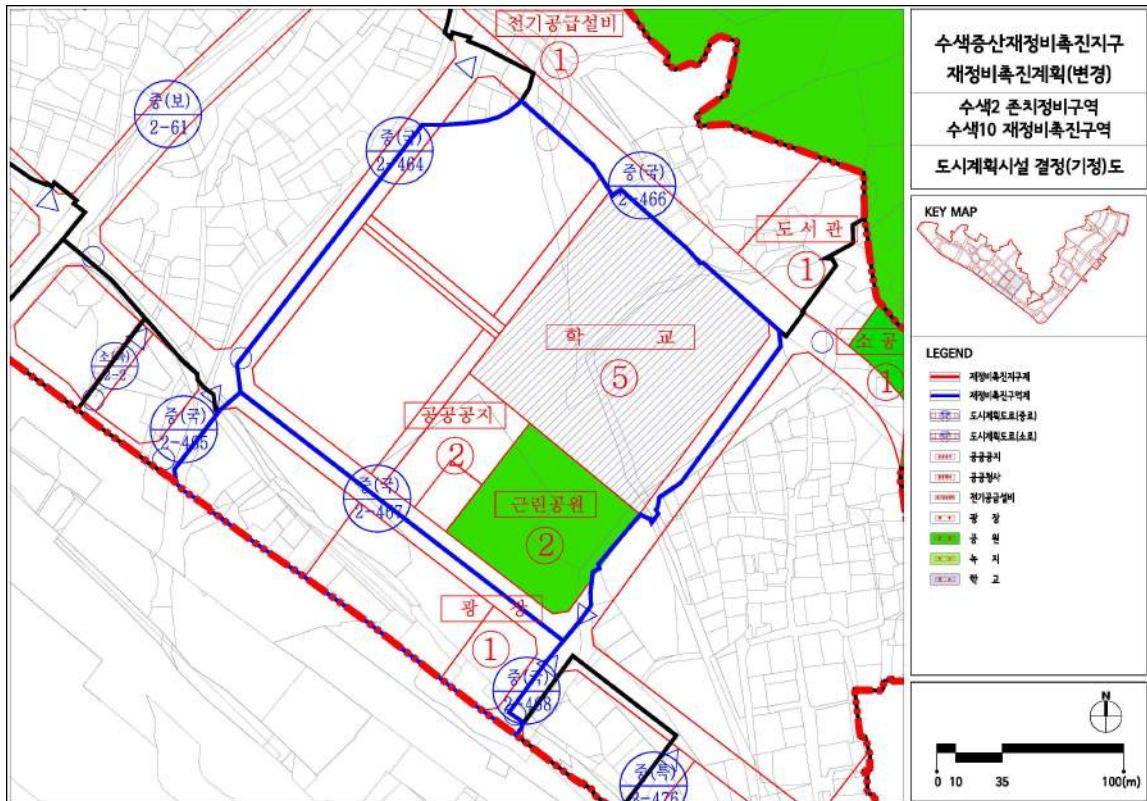 전기공급설비
①
중(보)
2-61
중(국)
2-464
중(국)
2-466
도서관
①
학 교
⑤
소공
①
2-2
공공공지
②
중(국)
2-465
중(국)
2-467
근린공원
②
광 장
①
중(국)
2-468
중(특)
2-476
수색증산재정비촉진지구
재정비촉진계획(변경)
수색2 존치정비구역
수색10 재정비촉진구역
도시계획시설 결정(기정)도
KEY MAP
LEGEND
재정비촉진지구계
재정비촉진구역계
도시계획도로(중로)
도시계획도로(소로)
공공공지
공공청사
전기공급설비
광 장
공 원
녹 지
학 교
N
0 10 35 100(m)